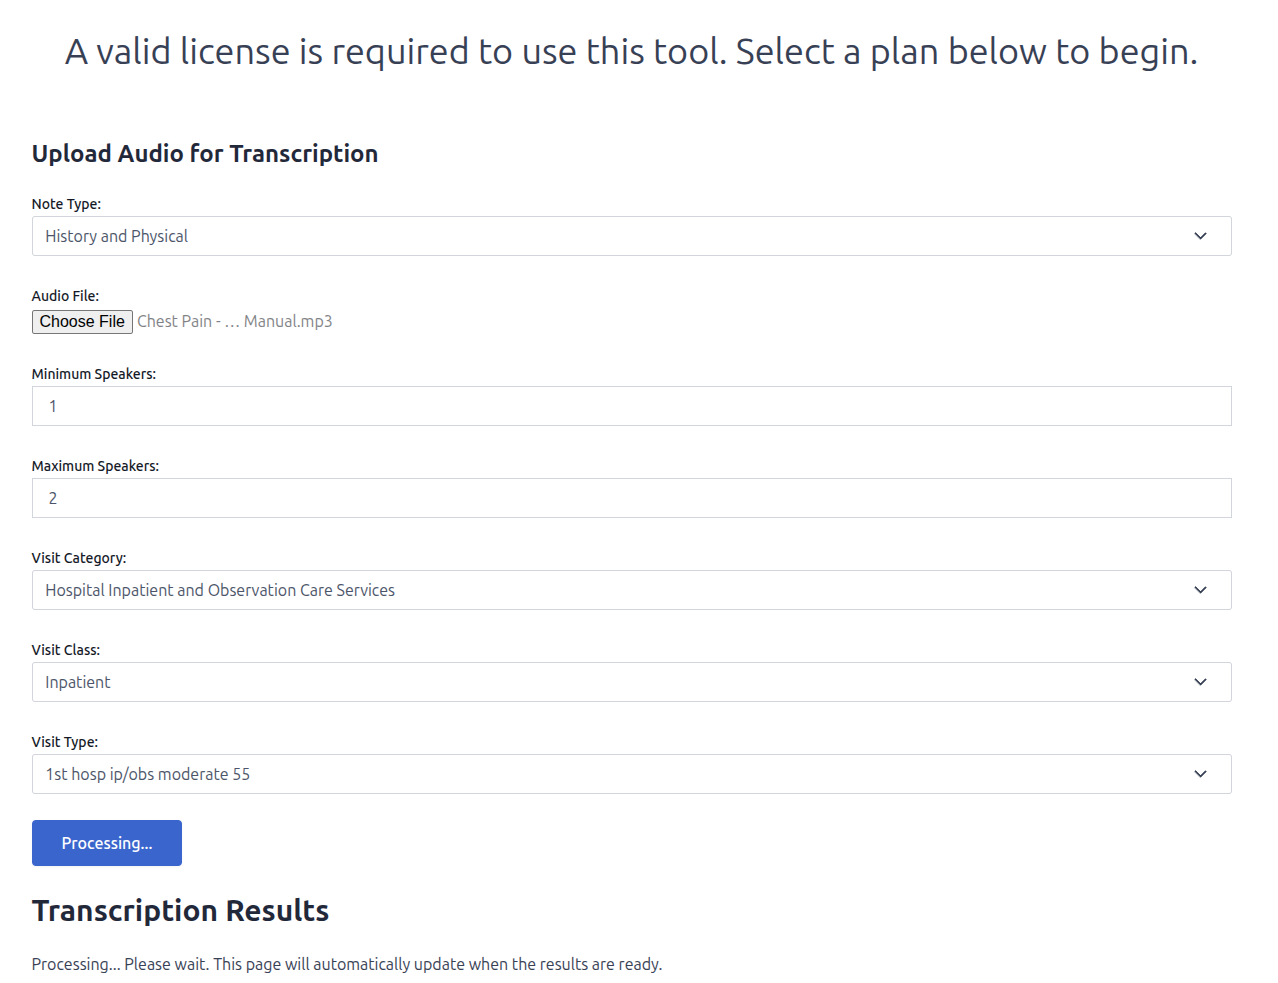 A valid license is required to use this tool. Select a plan below to begin.
Upload Audio for Transcription
Note Type:
History and Physical
Audio File:
Choose File Chest Pain - … Manual.mp3
Minimum Speakers:
1
Maximum Speakers:
2
Visit Category:
Hospital Inpatient and Observation Care Services
Visit Class:
Inpatient
Visit Type:
1st hosp ip/obs moderate 55
Processing...
Transcription Results
Processing... Please wait. This page will automatically update when the results are ready.